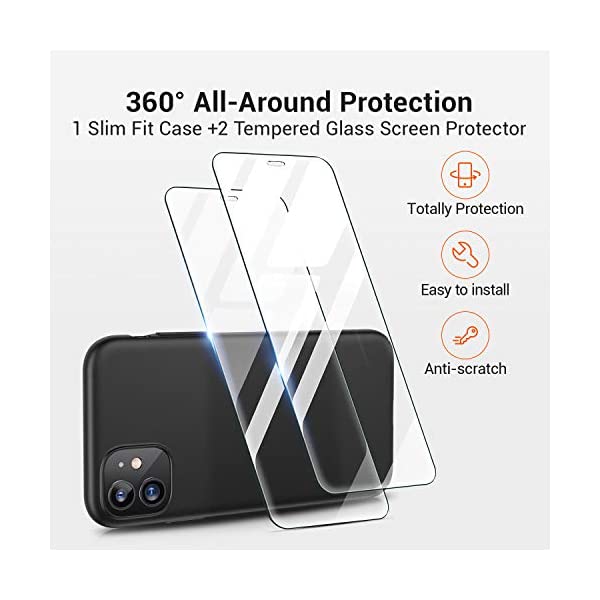 360° All-Around Protection
1 Slim Fit Case +2 Tempered Glass Screen Protector
Totally Protection
Easy to install
Anti-scratch